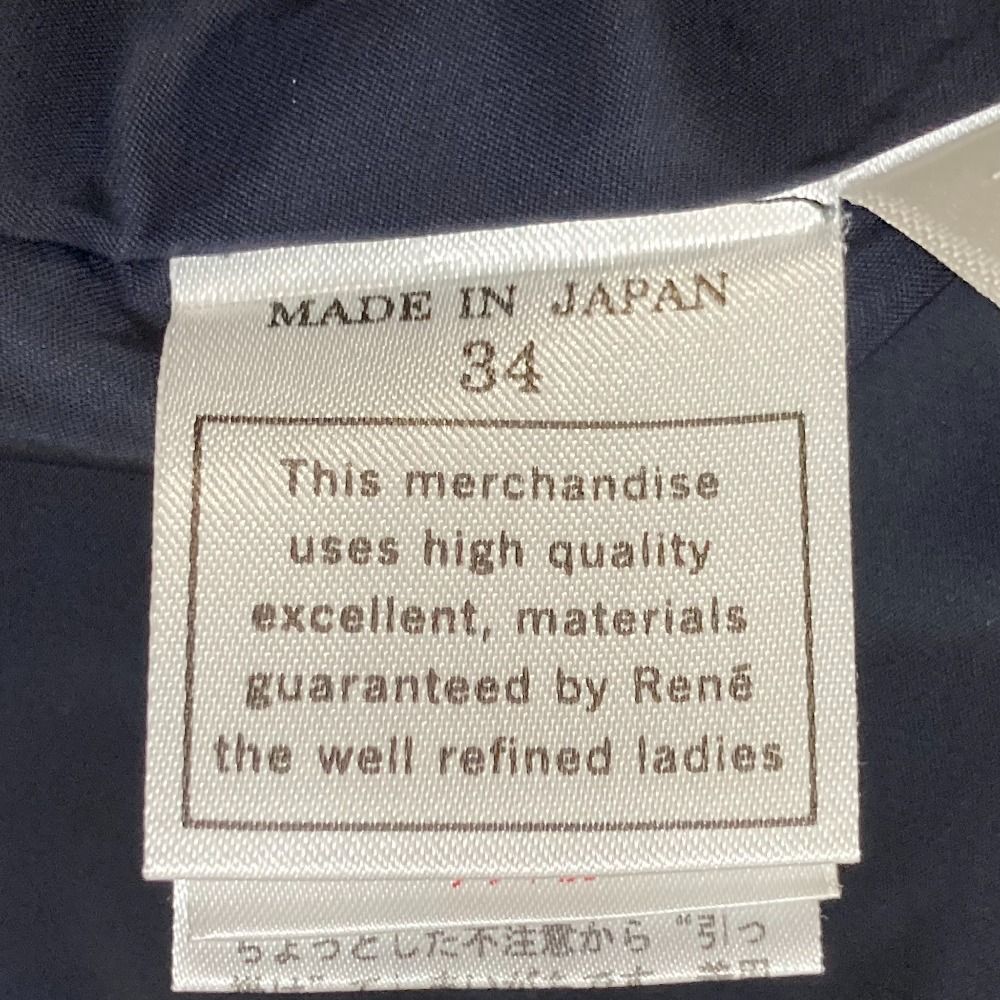 MADE IN JAPAN
34
This merchandise
uses high quality
excellent, materials
guaranteed by René
the well refined ladies
ちょっとした不注意から “引っ